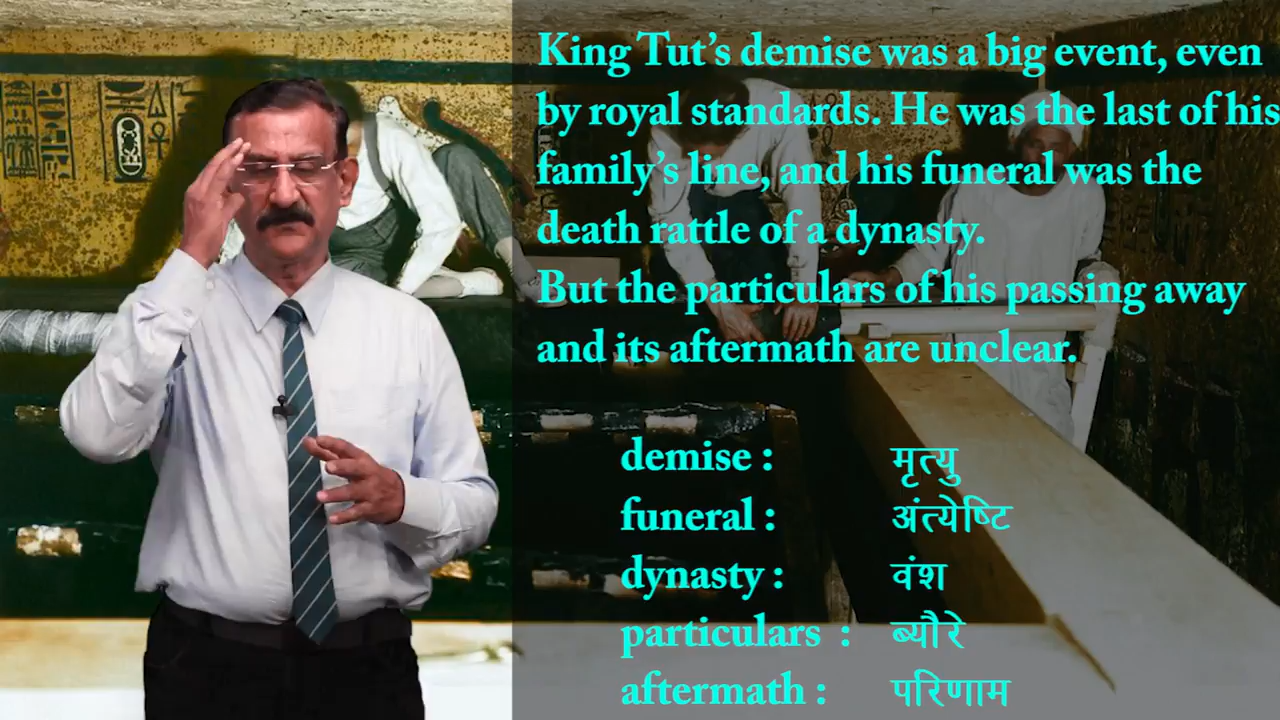 King Tut’s demise was a big event, even
by royal standards. He was the last of his
family’s line, and his funeral was the
death rattle of a dynasty.
But the particulars of his passing away
and its aftermath are unclear.
demise : मृत्यु
funeral : अंत्येष्टि
dynasty : वंश
particulars : ब्यौरे
aftermath : परिणाम